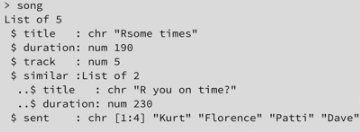 > song
List of 5
 $ title   : chr "Rsome times"
 $ duration: num 190
 $ track   : num 5
 $ similar :List of 2
  ..$ title   : chr "R you on time?"
  ..$ duration: num 230
 $ sent    : chr [1:4] "Kurt" "Florence" "Patti" "Dave"